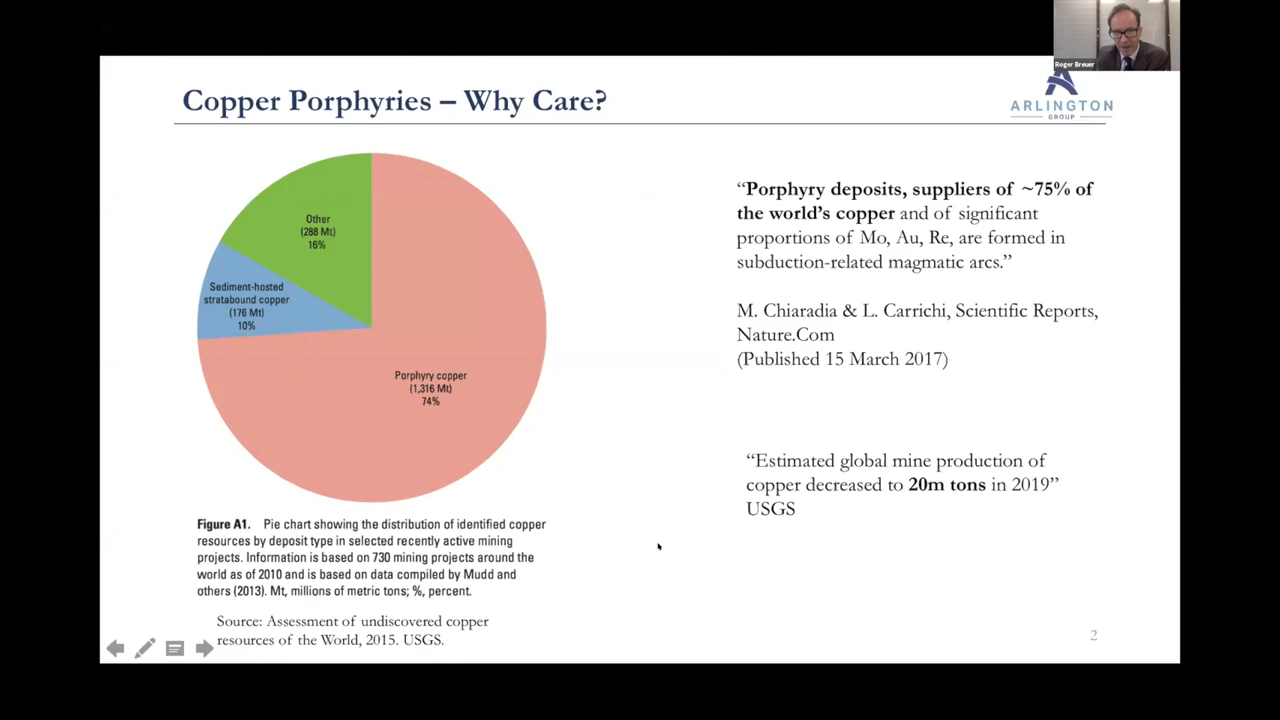 Roger Breuer
Copper Porphyries – Why Care?
ARLINGTON
GROUP
Other
(288 Mt)
16%
Sediment-hosted
stratabound copper
(176 Mt)
10%
Porphyry copper
(1,316 Mt)
74%
Figure A1. Pie chart showing the distribution of identified copper
resources by deposit type in selected recently active mining
projects. Information is based on 730 mining projects around the
world as of 2010 and is based on data compiled by Mudd and
others (2013). Mt, millions of metric tons; %, percent.
Source: Assessment of undiscovered copper
resources of the World, 2015. USGS.
“Porphyry deposits, suppliers of ~75% of
the world’s copper and of significant
proportions of Mo, Au, Re, are formed in
subduction-related magmatic arcs.”
M. Chiaradia & L. Carrichi, Scientific Reports,
Nature.Com
(Published 15 March 2017)
“Estimated global mine production of
copper decreased to 20m tons in 2019”
USGS
2